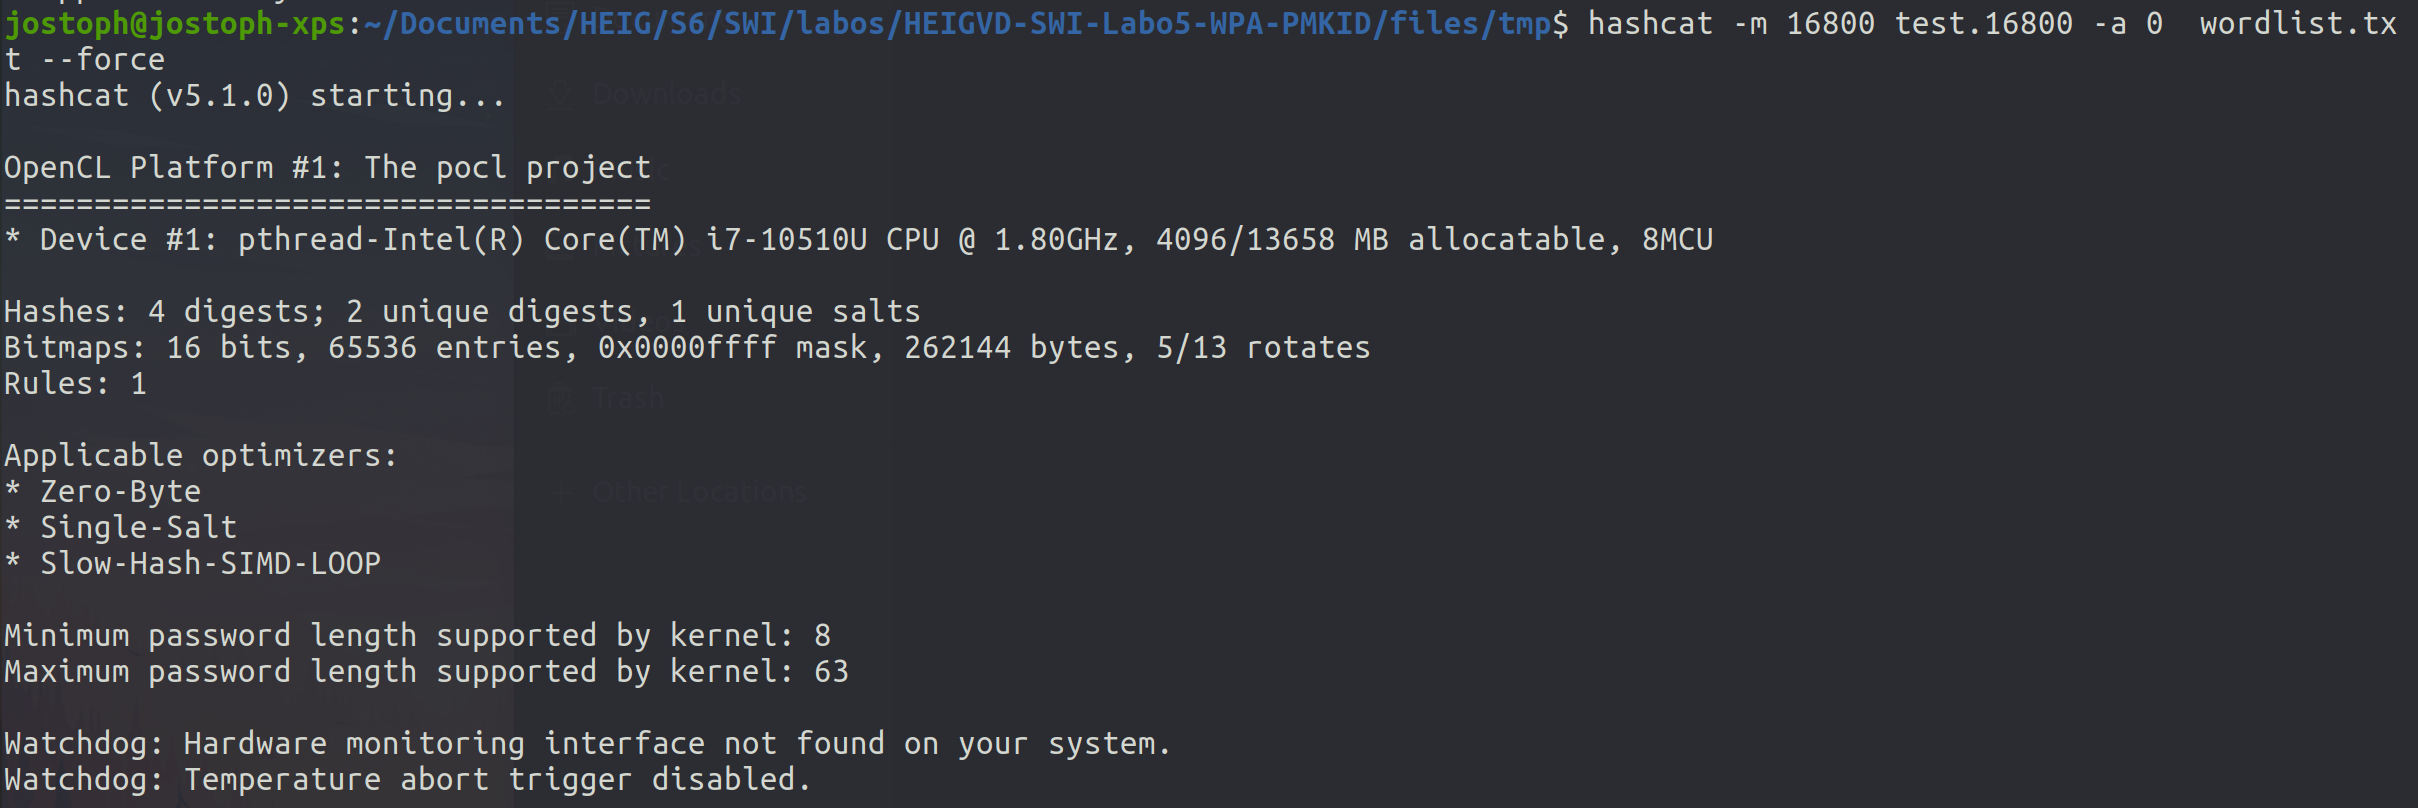 jostoph@jostoph-xps:~/Documents/HEIG/S6/SWI/labos/HEIGVD-SWI-Labo5-WPA-PMKID/files/tmp$ hashcat -m 16800 test.16800 -a 0  wordlist.tx
t --force
hashcat (v5.1.0) starting...
Downloads
OpenCL Platform #1: The pocl project
====================================
* Device #1: pthread-Intel(R) Core(TM) i7-10510U CPU @ 1.80GHz, 4096/13658 MB allocatable, 8MCU
Hashes: 4 digests; 2 unique digests, 1 unique salts
Bitmaps: 16 bits, 65536 entries, 0x0000ffff mask, 262144 bytes, 5/13 rotates
Rules: 1
Trash
Applicable optimizers:
* Zero-Byte
Other Locations
* Single-Salt
* Slow-Hash-SIMD-LOOP
Minimum password length supported by kernel: 8
Maximum password length supported by kernel: 63
Watchdog: Hardware monitoring interface not found on your system.
Watchdog: Temperature abort trigger disabled.